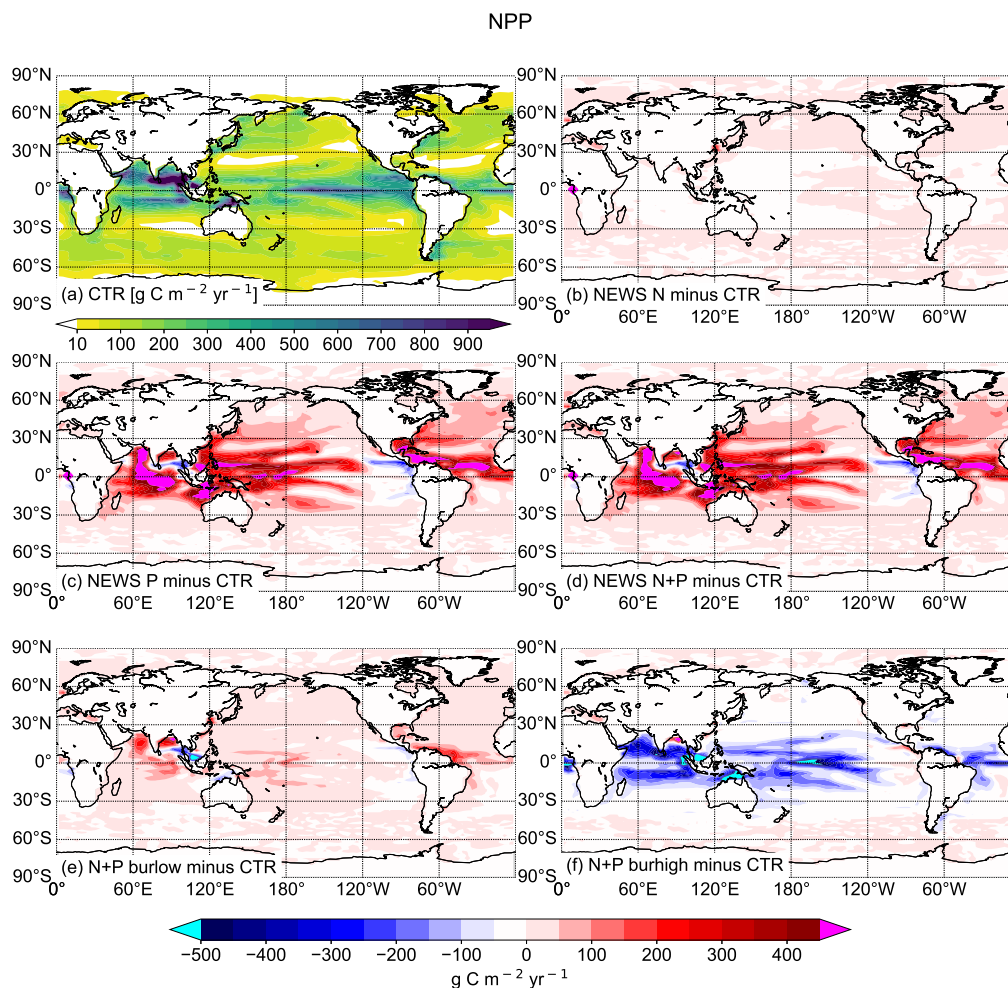 NPP
90°N 90°N
60°N 60°N
30°N 30°N
0° 0°
30°S 30°S
60°S 60°S
(a) CTR [g C m⁻² yr⁻¹] (b) NEWS N minus CTR
90°S 90°S
0° 60°E 120°E 180° 120°W 60°W
10 100 200 300 400 500 600 700 800 900
90°N 90°N
60°N 60°N
30°N 30°N
0° 0°
30°S 30°S
60°S 60°S
(c) NEWS P minus CTR (d) NEWS N+P minus CTR
90°S 90°S
0° 60°E 120°E 180° 120°W 60°W 0° 60°E 120°E 180° 120°W 60°W
90°N 90°N
60°N 60°N
30°N 30°N
0° 0°
30°S 30°S
60°S 60°S
(e) N+P burlow minus CTR (f) N+P burhigh minus CTR
90°S 90°S
0° 60°E 120°E 180° 120°W 60°W 0° 60°E 120°E 180° 120°W 60°W
−500 −400 −300 −200 −100 0 100 200 300 400
g C m⁻² yr⁻¹